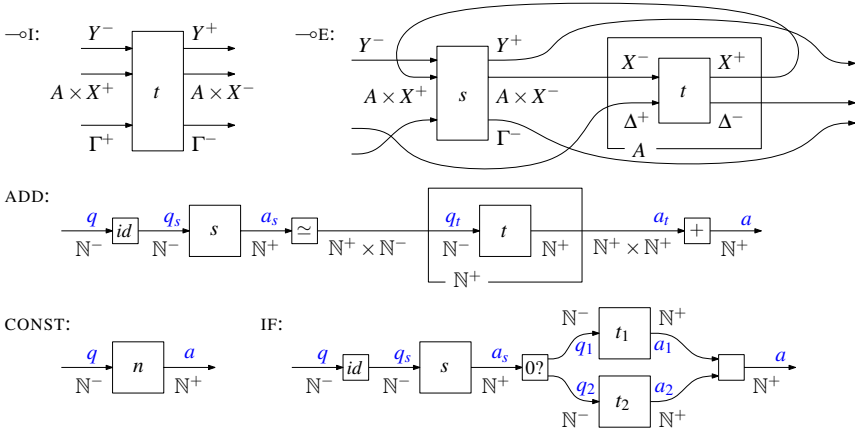 ⊸I:
Y⁻ Y⁺
A × X⁺ t A × X⁻
Γ⁺ Γ⁻
⊸E:
Y⁻ Y⁺ X⁻ X⁺
A × X⁺ s A × X⁻ t
Γ⁻ Δ⁺ Δ⁻
A
ADD:
q q_s a_s q_t a_t a
id s ≃ t +
ℕ⁻ ℕ⁻ ℕ⁺ ℕ⁺ × ℕ⁻ ℕ⁻ ℕ⁺ ℕ⁺ × ℕ⁺ ℕ⁺
ℕ⁺
CONST:
q n a
ℕ⁻ ℕ⁺
IF:
ℕ⁻ t₁ ℕ⁺
q₁ a₁
q q_s a_s a
id s 0?
ℕ⁻ ℕ⁻ ℕ⁺ ℕ⁺
q₂ t₂ a₂
ℕ⁻ ℕ⁺